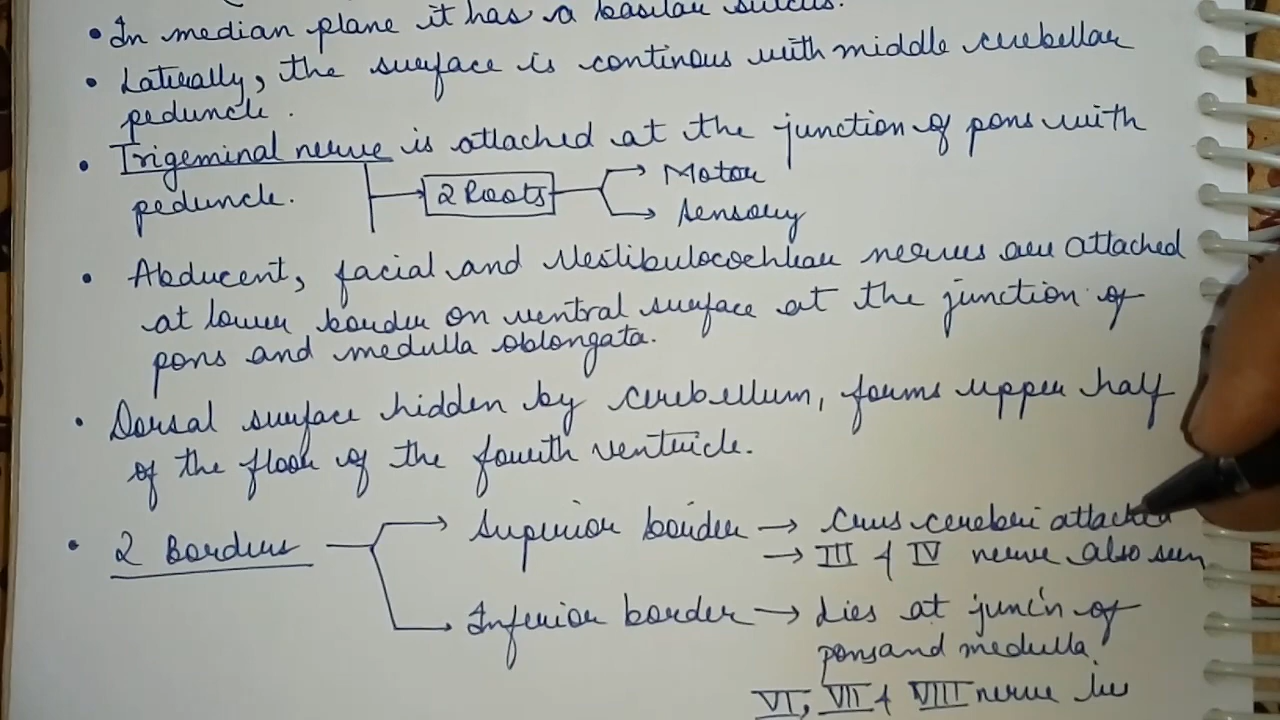 • In median plane it has a basilar sulcus.
• Laterally, the surface is continous with middle cerebellar
peduncle.
• Trigeminal nerve is attached at the junction of pons with
peduncle.
2 Roots
Motor
Sensory
• Abducent, facial and Vestibulocochlear nerves are attached
at lower border on ventral surface at the junction of
pons and medulla oblongata.
• Dorsal surface hidden by cerebellum, forms upper half
of the floor of the fourth ventricle.
• 2 Borders
Superior border → Crus cerebri attached
→ III & IV nerve also seen
Inferior border → Lies at junc'n of
pons and medulla.
VI, VII & VIII nerve lies